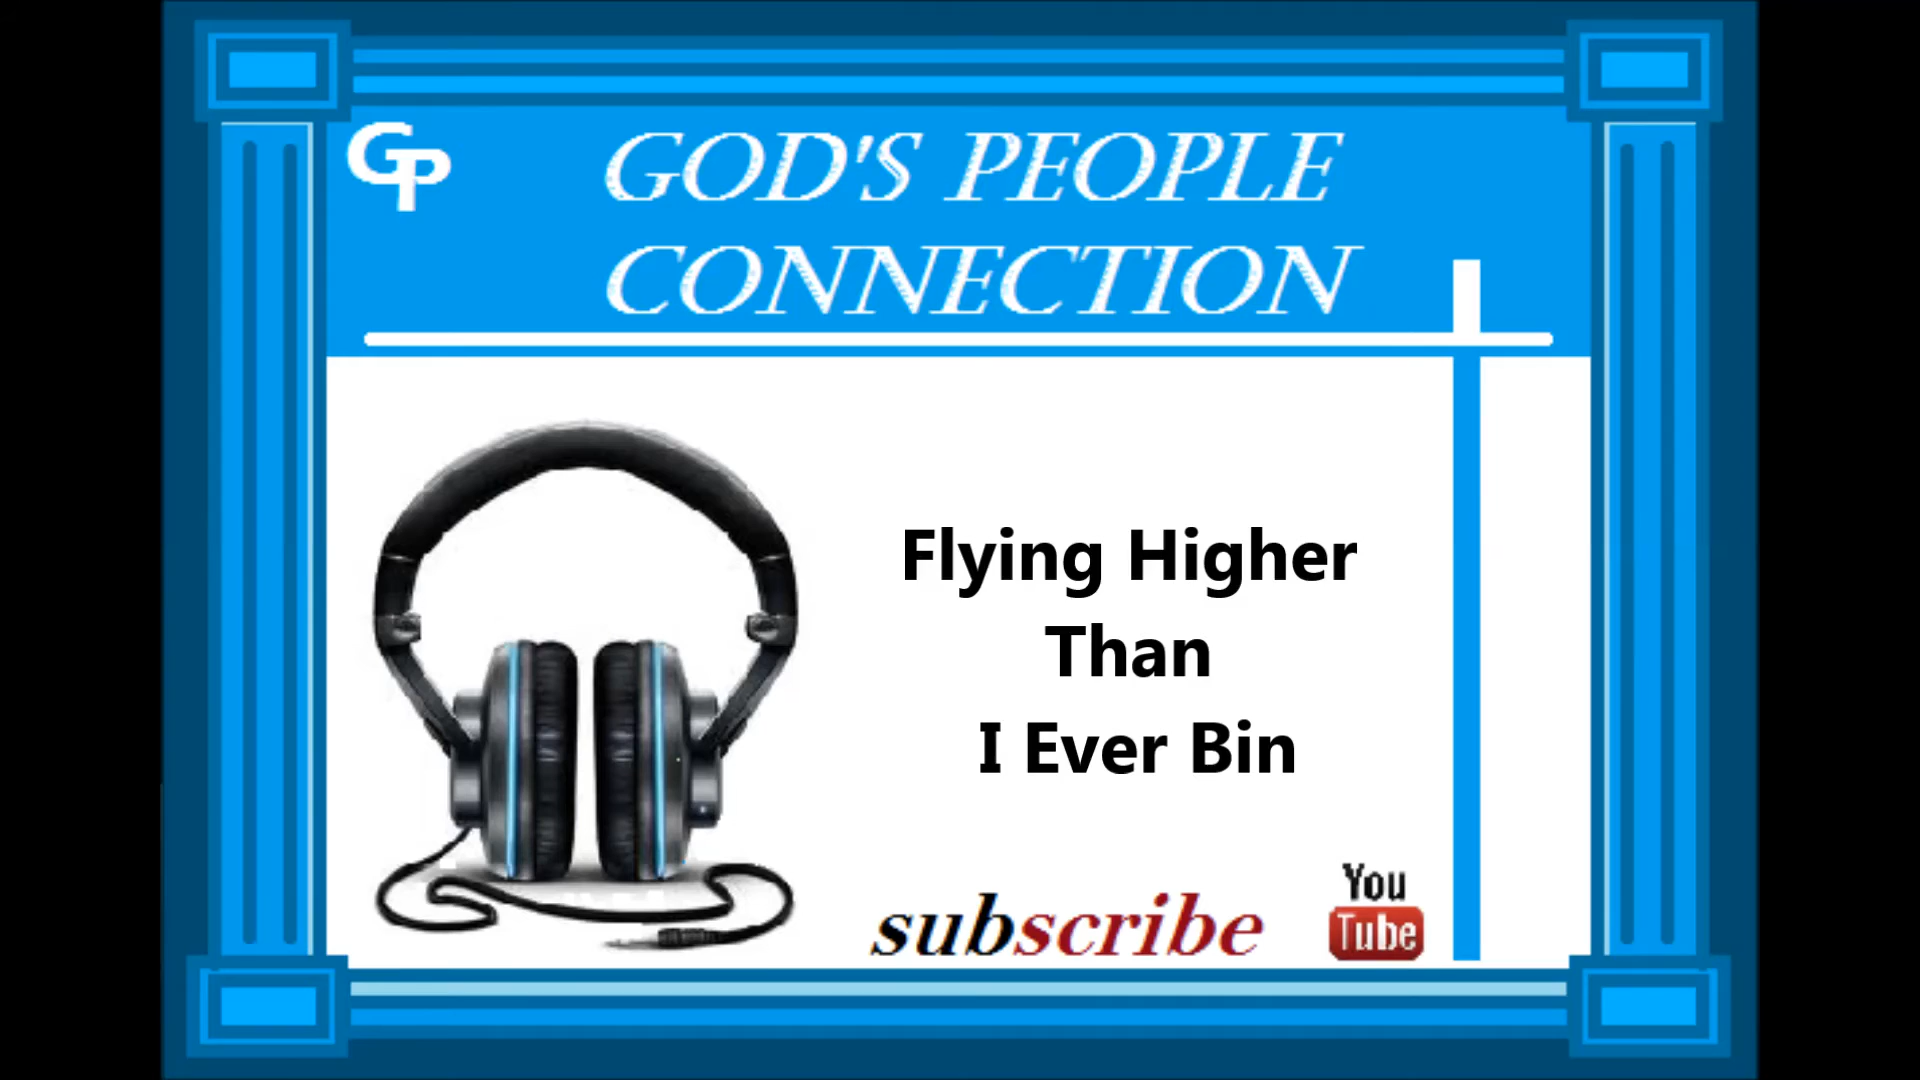 GP
GOD'S PEOPLE
CONNECTION
Flying Higher
Than
I Ever Bin
subscribe
You
Tube